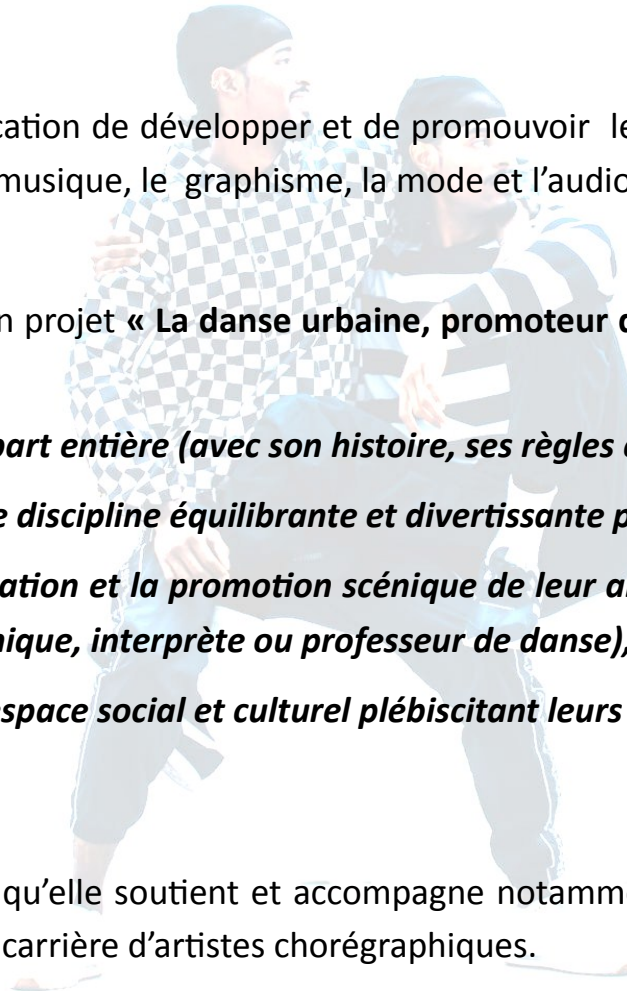 cation de développer et de promouvoir le
musique, le graphisme, la mode et l’audio
n projet « La danse urbaine, promoteur d
part entière (avec son histoire, ses règles e
e discipline équilibrante et divertissante p
ation et la promotion scénique de leur a
nique, interprète ou professeur de danse),
espace social et culturel plébiscitant leurs
qu’elle soutient et accompagne notamm
carrière d’artistes chorégraphiques.